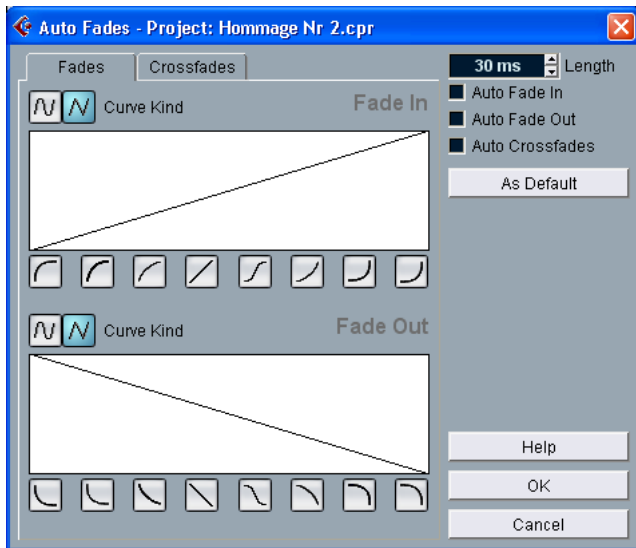 Auto Fades - Project: Hommage Nr 2.cpr
Fades
Crossfades
Curve Kind
Fade In
Curve Kind
Fade Out
30 ms
Length
Auto Fade In
Auto Fade Out
Auto Crossfades
As Default
Help
OK
Cancel